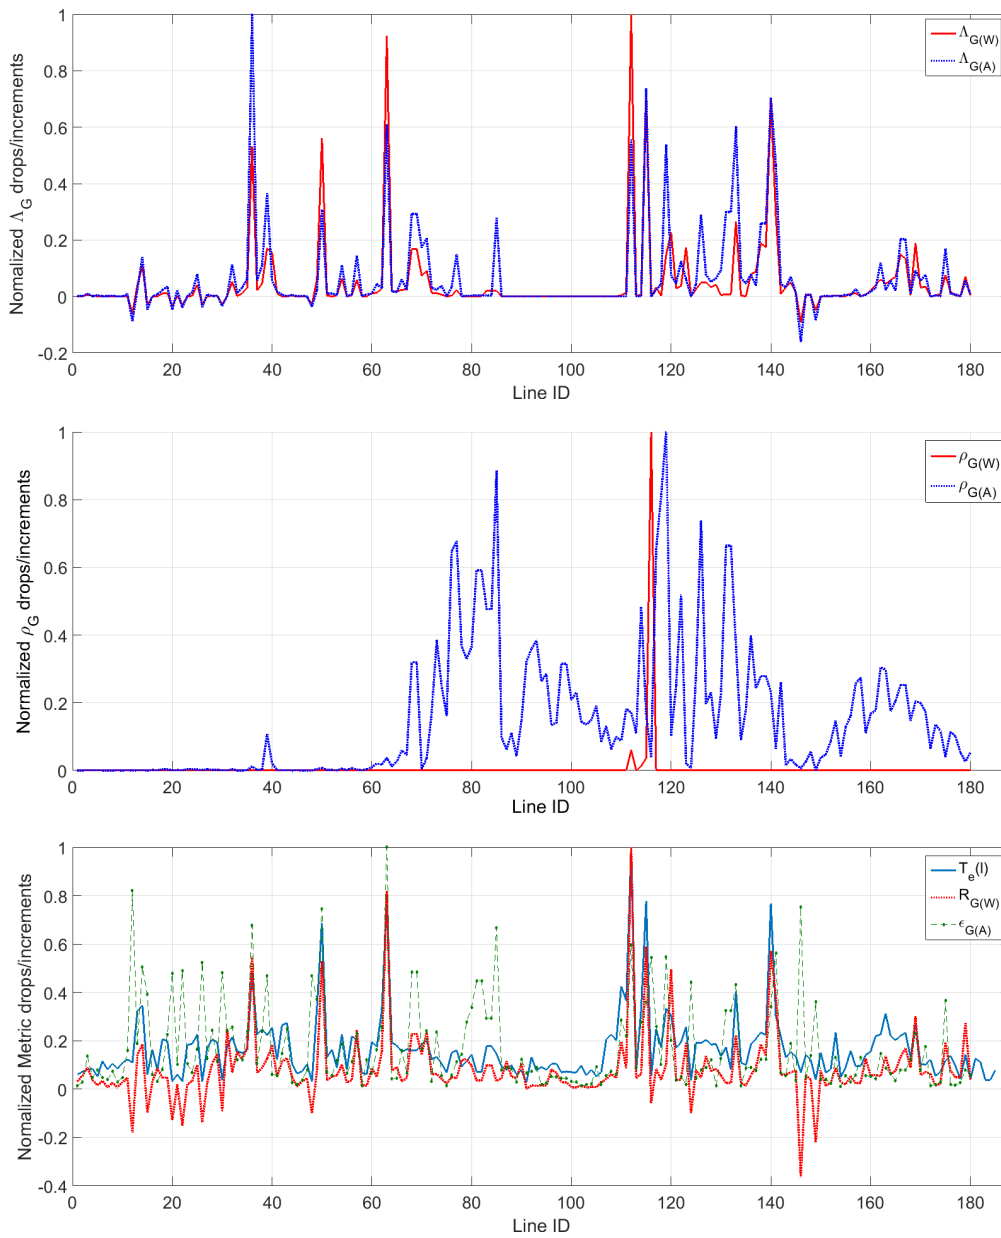 1
0.8
0.6
0.4
0.2
0
-0.2
0 20 40 60 80 100 120 140 160 180
Line ID
Nomalized Λ_G drops/increments
Λ_G(W)
Λ_G(A)
1
0.8
0.6
0.4
0.2
0
0 20 40 60 80 100 120 140 160 180
Line ID
Normalized ρ_G drops/increments
ρ_G(W)
ρ_G(A)
1
0.8
0.6
0.4
0.2
0
-0.2
-0.4
0 20 40 60 80 100 120 140 160 180
Line ID
Nomalized Metric drops/increments
T_e(l)
R_G(W)
ϵ_G(A)